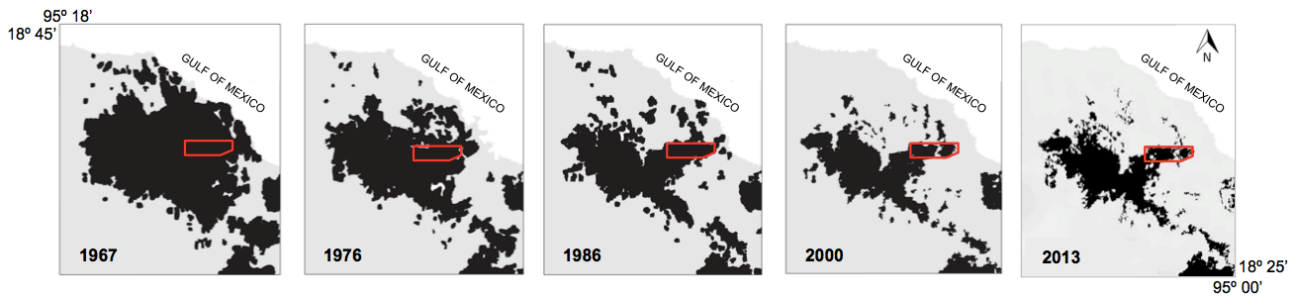 95º 18'
18º 45'
GULF OF MEXICO
1967
GULF OF MEXICO
1976
GULF OF MEXICO
1986
GULF OF MEXICO
2000
N
GULF OF MEXICO
2013
18º 25'
95º 00'